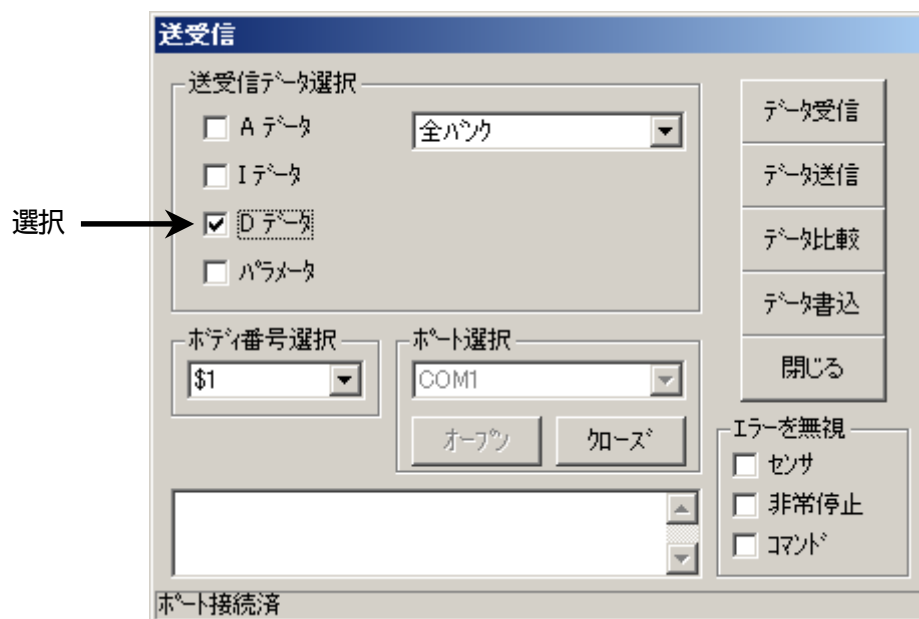 送受信
送受信ﾃﾞｰﾀ選択
A ﾃﾞｰﾀ
全ﾊﾞﾝｸ
I ﾃﾞｰﾀ
選択
D ﾃﾞｰﾀ
ﾊﾟﾗﾒｰﾀ
ﾃﾞｰﾀ受信
ﾃﾞｰﾀ送信
ﾃﾞｰﾀ比較
ﾃﾞｰﾀ書込
閉じる
ﾎﾞﾃﾞｨ番号選択
$1
ﾎﾟｰﾄ選択
COM1
ｵｰﾌﾟﾝ
ｸﾛｰｽﾞ
ｴﾗｰを無視
ｾﾝｻ
非常停止
ｺﾏﾝﾄﾞ
ﾎﾟｰﾄ接続済